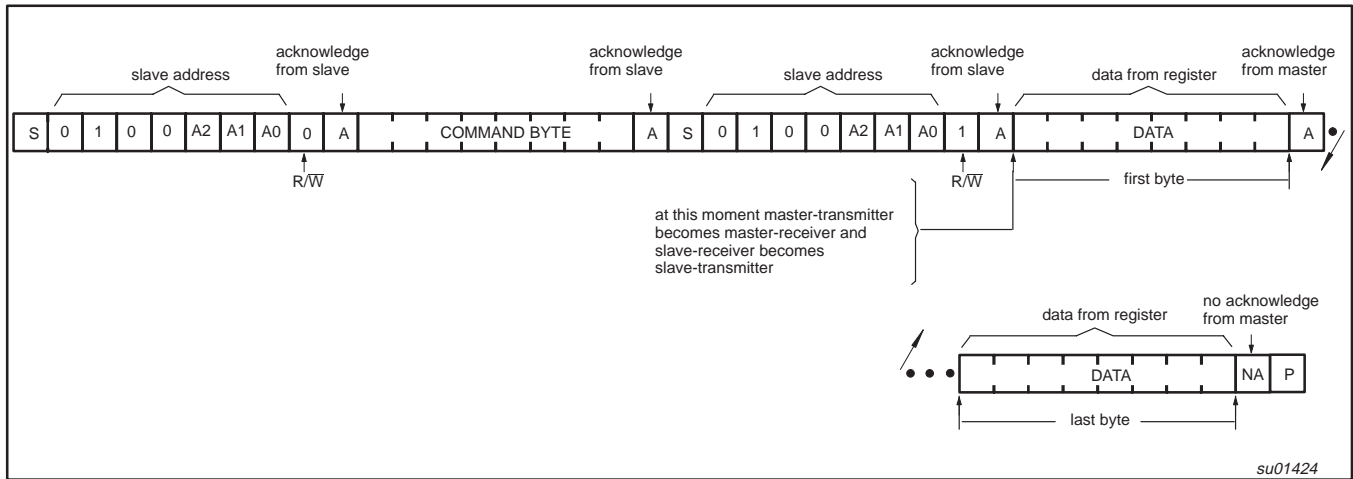 acknowledge
from slave
acknowledge
from slave
acknowledge
from slave
acknowledge
from master
slave address
slave address
data from register
S 0 1 0 0 A2 A1 A0 0 A COMMAND BYTE A S 0 1 0 0 A2 A1 A0 1 A DATA A
R/W̅
R/W̅
first byte
at this moment master-transmitter
becomes master-receiver and
slave-receiver becomes
slave-transmitter
data from register
no acknowledge
from master
DATA NA P
last byte
su01424